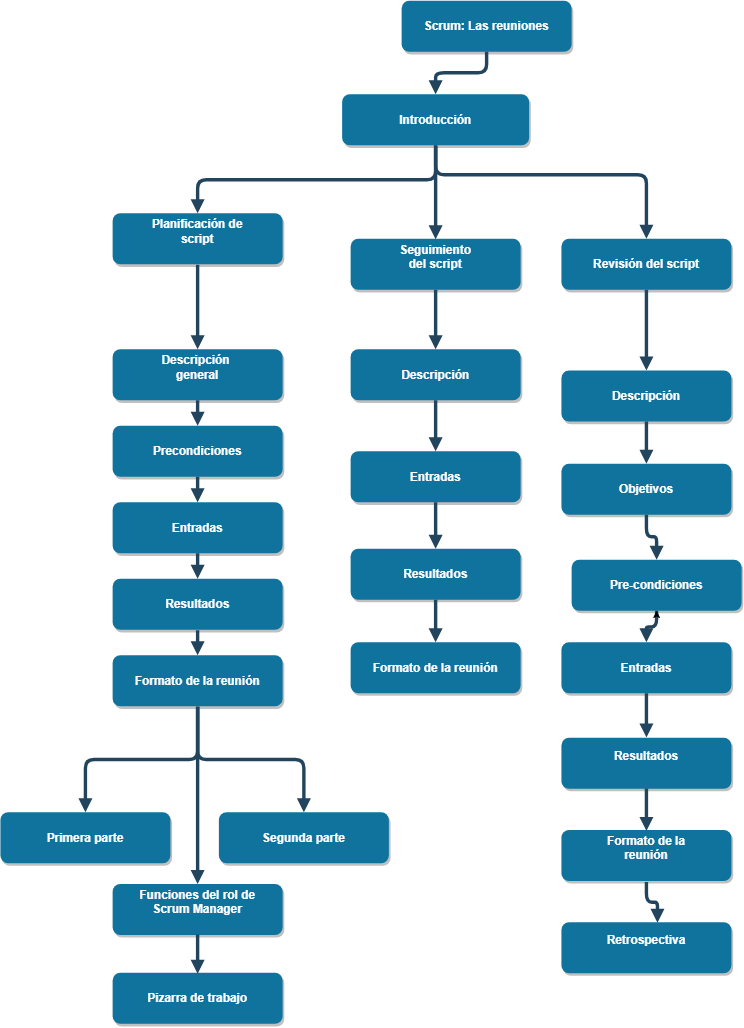 Scrum: Las reuniones
Introducción
Planificación de
script
Descripción
general
Precondiciones
Entradas
Resultados
Formato de la reunión
Primera parte
Segunda parte
Funciones del rol de
Scrum Manager
Pizarra de trabajo
Seguimiento
del script
Descripción
Entradas
Resultados
Formato de la reunión
Revisión del script
Descripción
Objetivos
Pre-condiciones
Entradas
Resultados
Formato de la
reunión
Retrospectiva